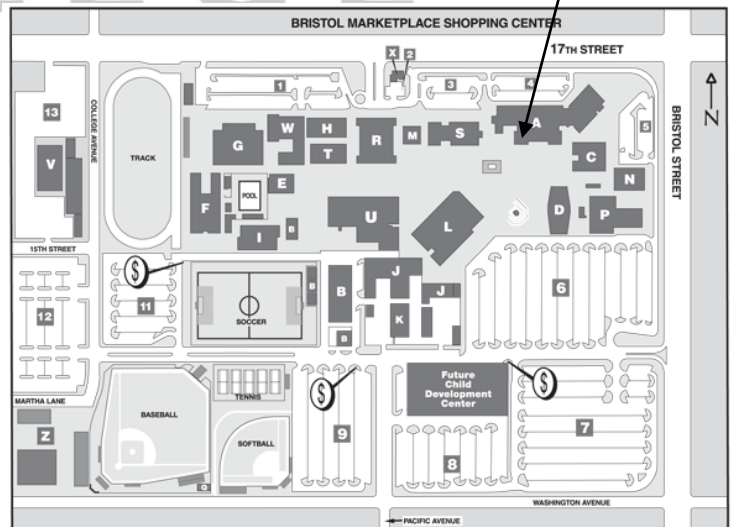 BRISTOL MARKETPLACE SHOPPING CENTER
17TH STREET
X
2
1
3
4
5
13
COLLEGE AVENUE
BRISTOL STREET
N
V
TRACK
G
W
H
T
R
M
S
A
C
N
E
POOL
F
I
B
U
L
D
P
15TH STREET
$
11
12
SOCCER
B
B
B
J
J
K
6
MARTHA LANE
Z
BASEBALL
TENNIS
SOFTBALL
Q
$
9
Future
Child
Development
Center
$
8
7
WASHINGTON AVENUE
PACIFIC AVENUE